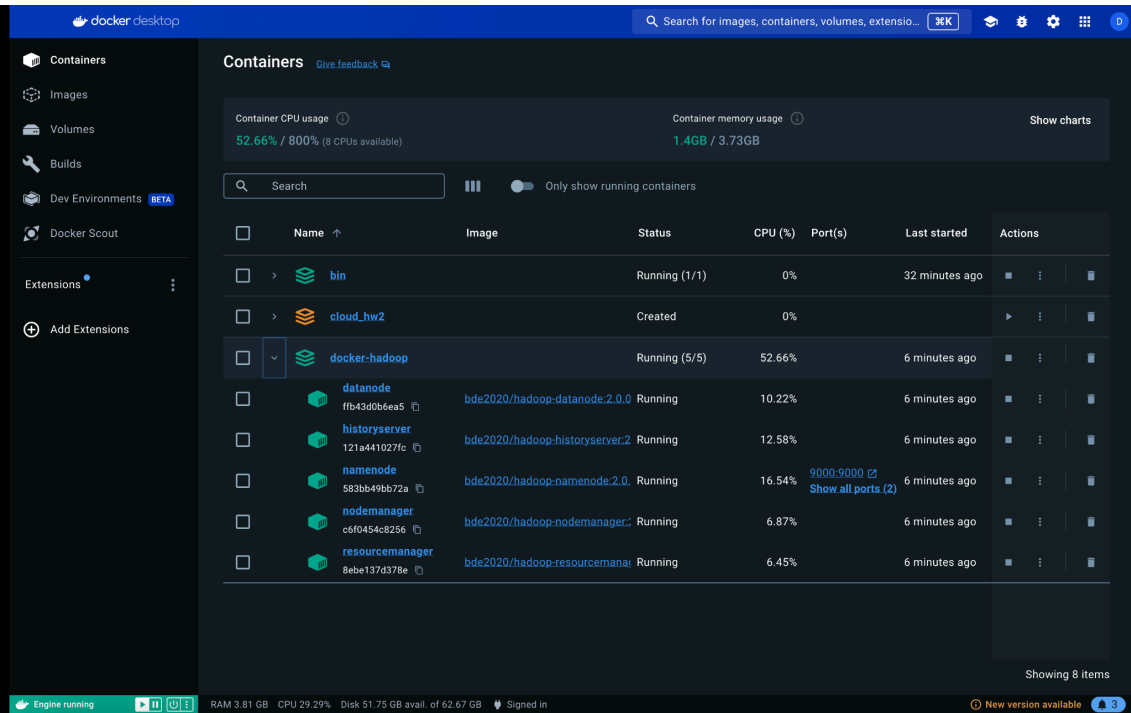 docker desktop
Search for images, containers, volumes, extensio... ⌘K
D
Containers
Images
Volumes
Builds
Dev Environments BETA
Docker Scout
Extensions
Add Extensions
Containers Give feedback
Container CPU usage
52.66% / 800% (8 CPUs available)
Container memory usage
1.4GB / 3.73GB
Show charts
Search
Only show running containers
Name Image Status CPU (%) Port(s) Last started Actions
bin Running (1/1) 0% 32 minutes ago
cloud_hw2 Created 0%
docker-hadoop Running (5/5) 52.66% 6 minutes ago
datanode
ffb43d0b6ea5 bde2020/hadoop-datanode:2.0.0 Running 10.22% 6 minutes ago
historyserver
121a441027fc bde2020/hadoop-historyserver:2 Running 12.58% 6 minutes ago
namenode
583bb49bb72a bde2020/hadoop-namenode:2.0. Running 16.54% 9000:9000 6 minutes ago
Show all ports (2)
nodemanager
c6f0454c8256 bde2020/hadoop-nodemanager: Running 6.87% 6 minutes ago
resourcemanager
8ebe137d378e bde2020/hadoop-resourcemana Running 6.45% 6 minutes ago
Showing 8 items
Engine running
RAM 3.81 GB CPU 29.29% Disk 51.75 GB avail. of 62.67 GB Signed in
New version available 3